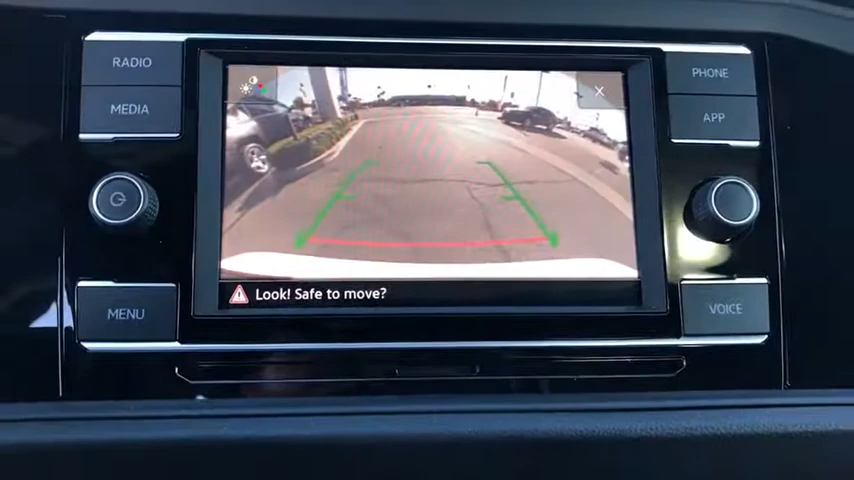 RADIO
PHONE
MEDIA
APP
Look! Safe to move?
MENU
VOICE